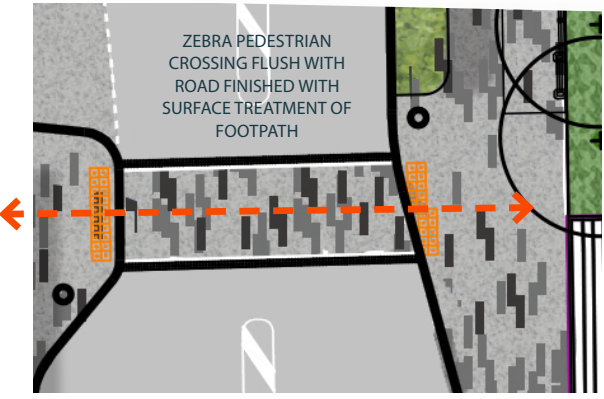 ZEBRA PEDESTRIAN
CROSSING FLUSH WITH
ROAD FINISHED WITH
SURFACE TREATMENT OF
FOOTPATH